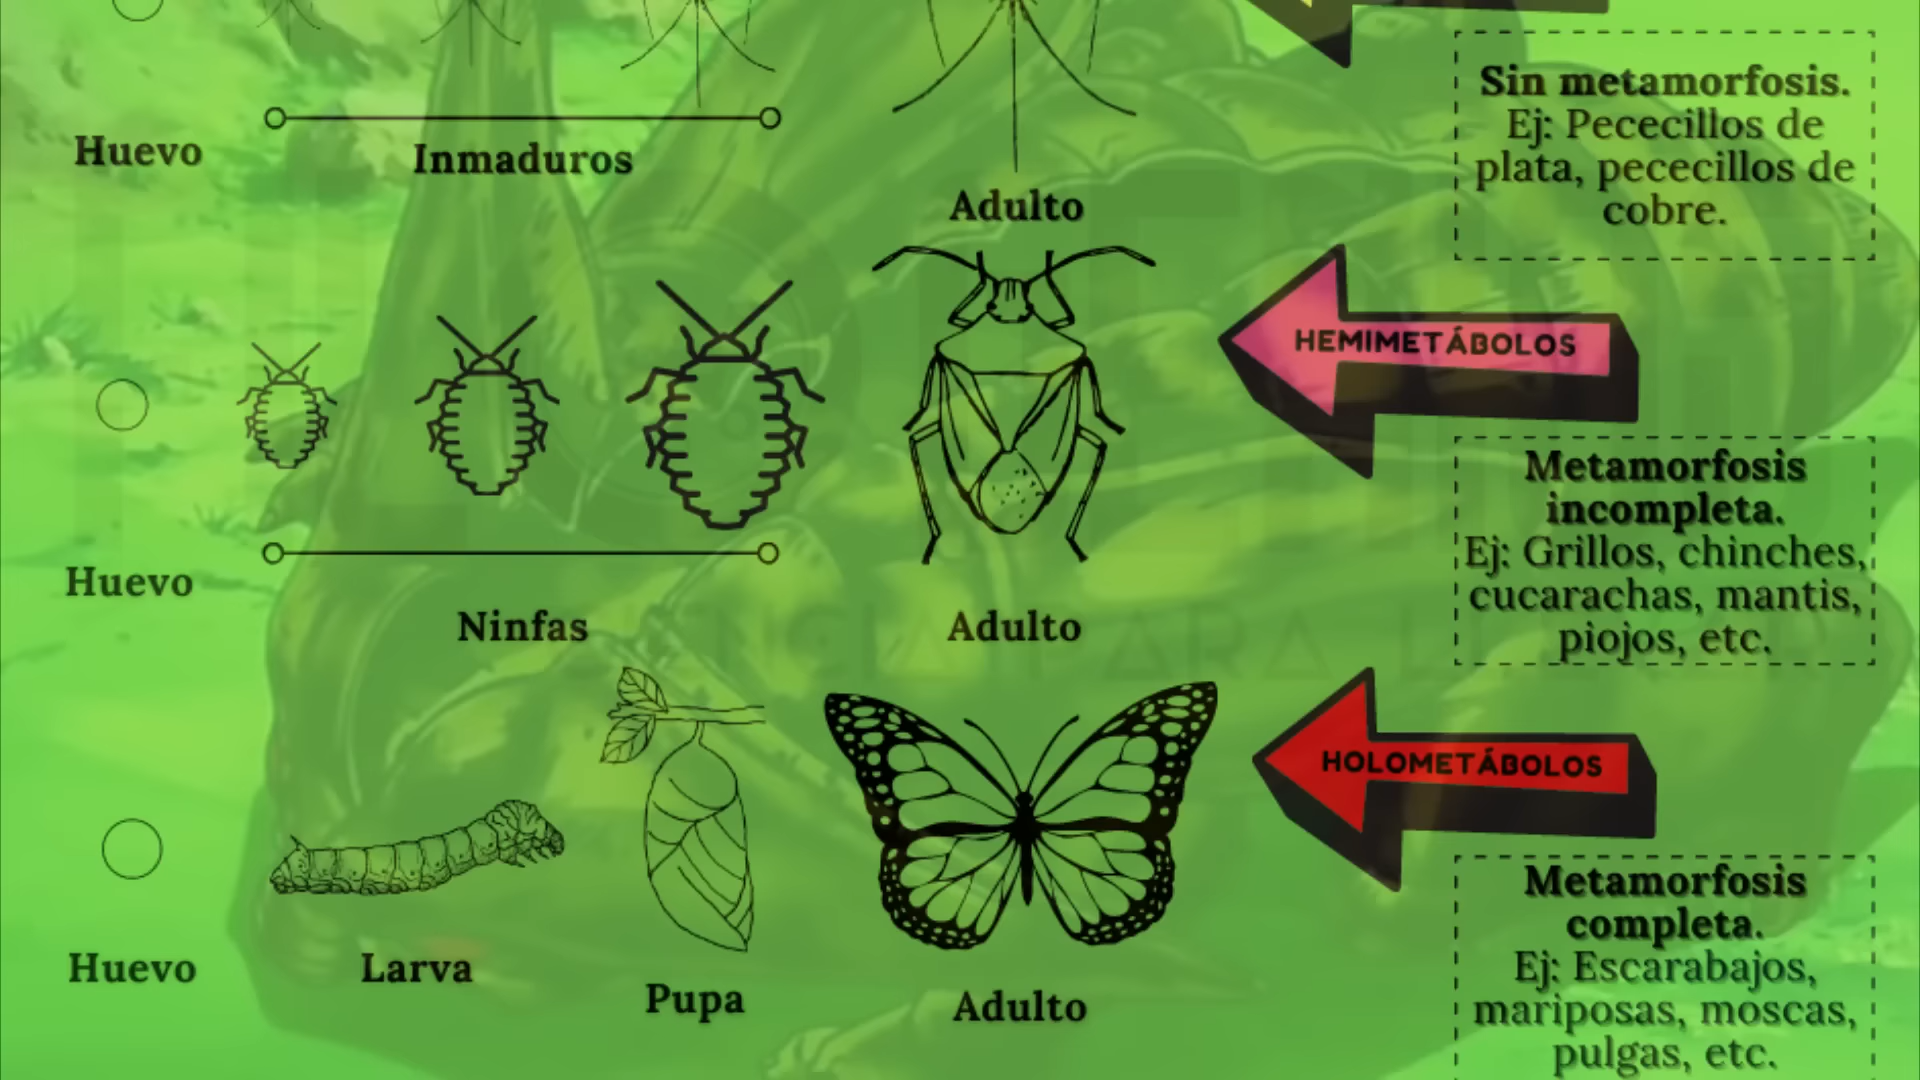 Huevo
Inmaduros
Adulto
Sin metamorfosis.
Ej: Pececillos de
plata, pececillos de
cobre.
HEMIMETÁBOLOS
Huevo
Ninfas
Adulto
Metamorfosis
incompleta.
Ej: Grillos, chinches,
cucarachas, mantis,
piojos, etc.
HOLOMETÁBOLOS
Huevo
Larva
Pupa
Adulto
Metamorfosis
completa.
Ej: Escarabajos,
mariposas, moscas,
pulgas, etc.